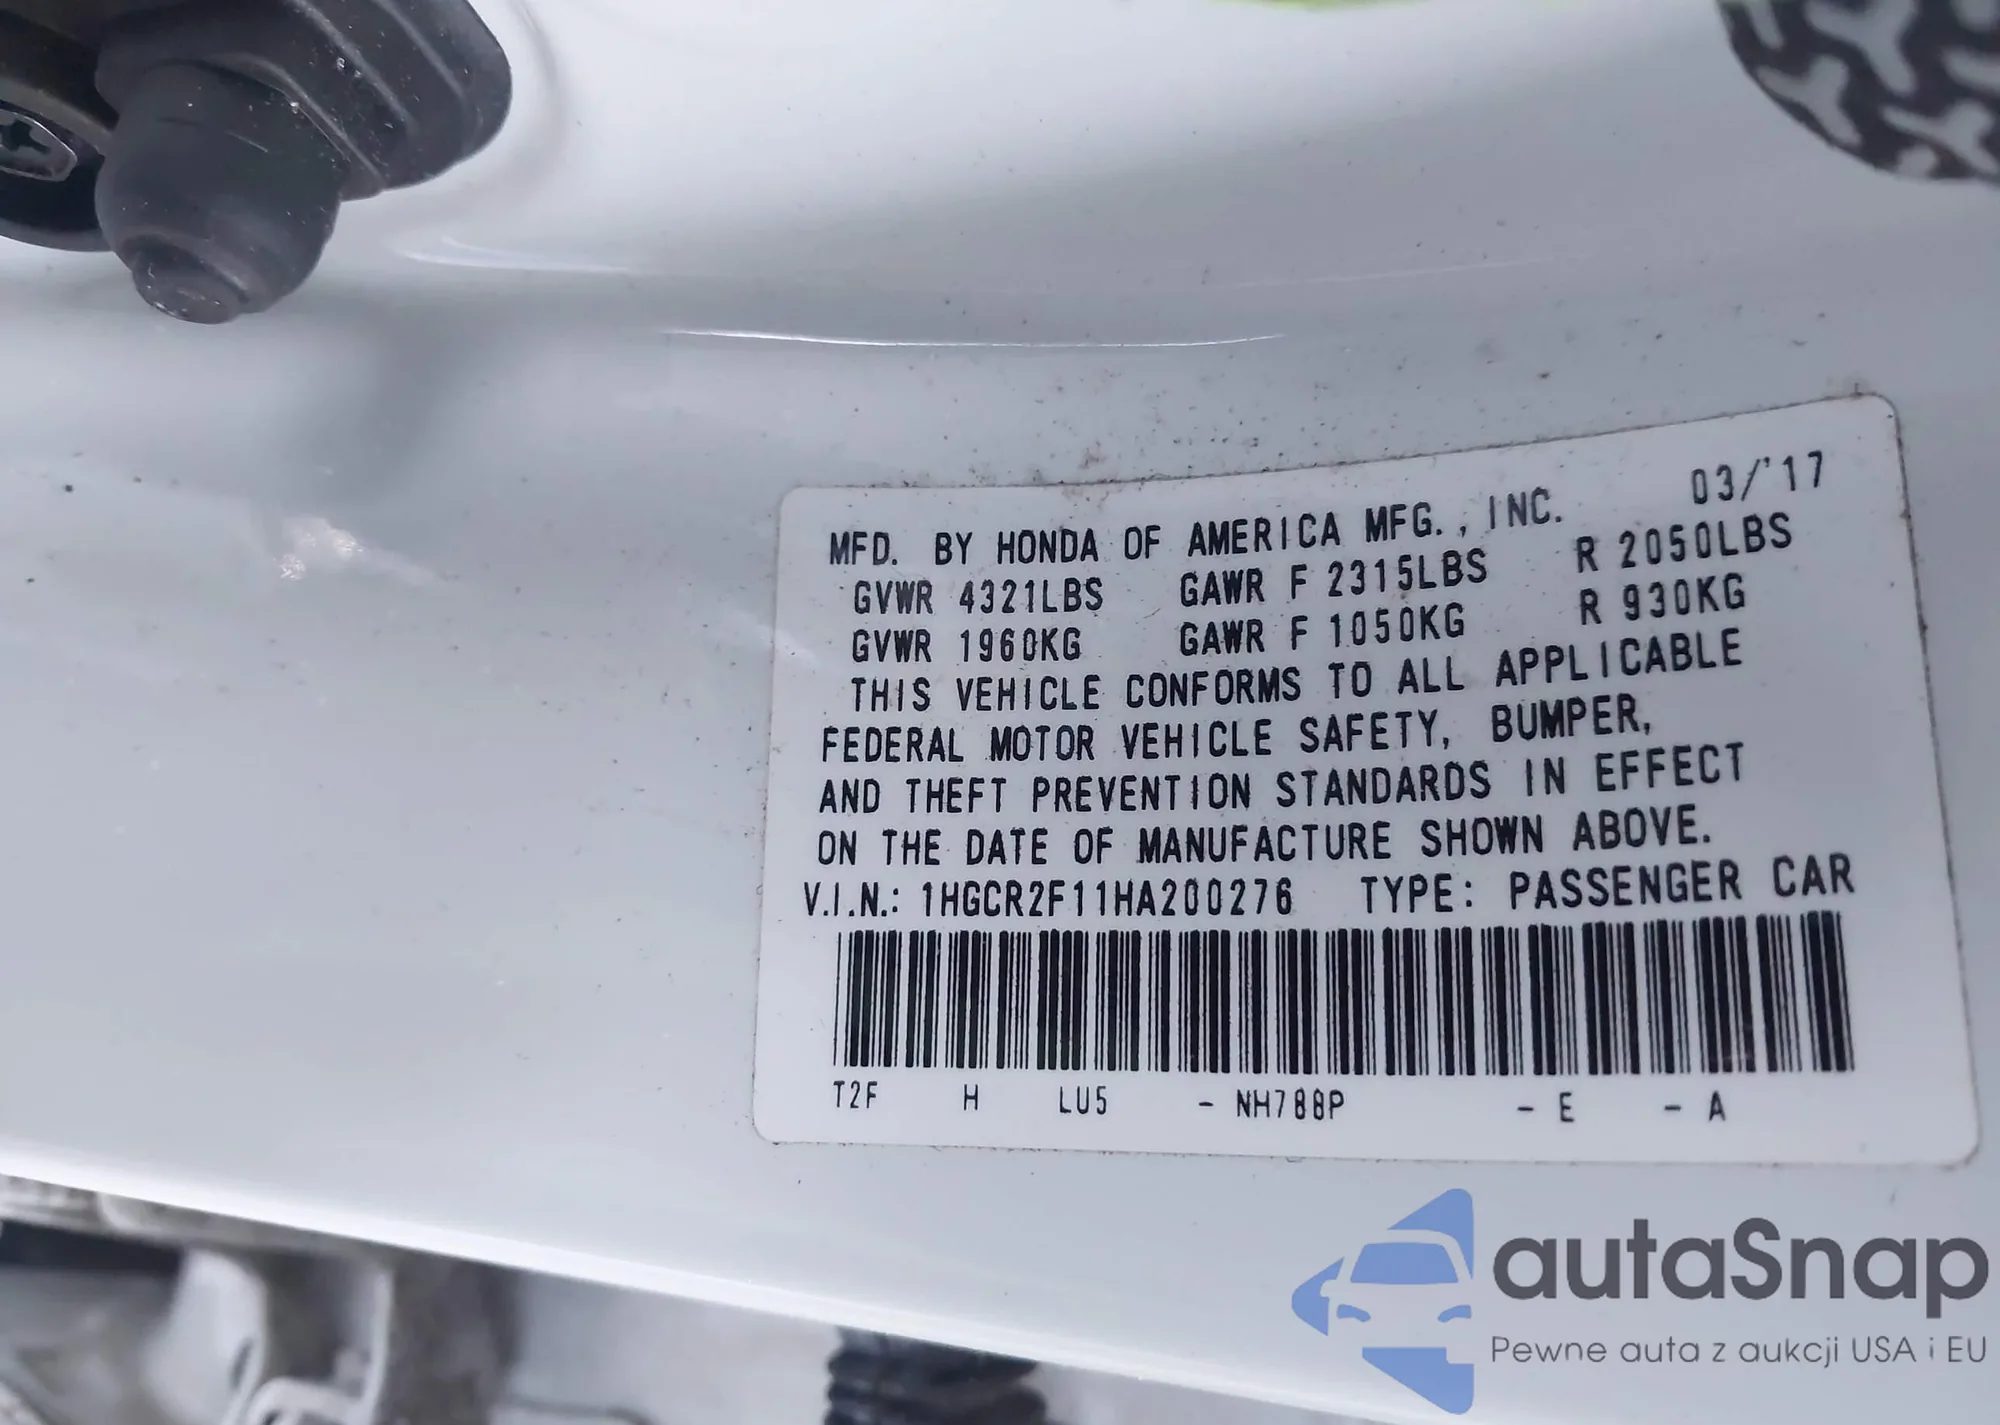 MFD. BY HONDA OF AMERICA MFG., INC. 03/'17
GVWR 4321LBS GAWR F 2315LBS R 2050LBS
GVWR 1960KG GAWR F 1050KG R 930KG
THIS VEHICLE CONFORMS TO ALL APPLICABLE
FEDERAL MOTOR VEHICLE SAFETY, BUMPER,
AND THEFT PREVENTION STANDARDS IN EFFECT
ON THE DATE OF MANUFACTURE SHOWN ABOVE.
V.I.N.: 1HGCR2F11HA200276 TYPE: PASSENGER CAR
T2F H LU5 - NH788P - E - A
autaSnap
Pewne auta z aukcji USA i EU